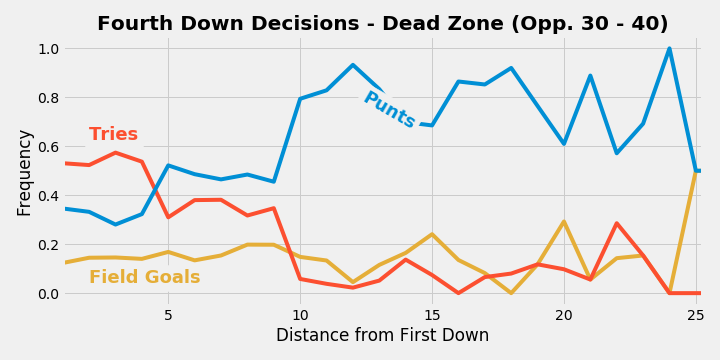 Fourth Down Decisions - Dead Zone (Opp. 30 - 40)
1.0
0.8
0.6
0.4
0.2
0.0
Frequency
Tries
Punts
Field Goals
5
10
15
20
25
Distance from First Down